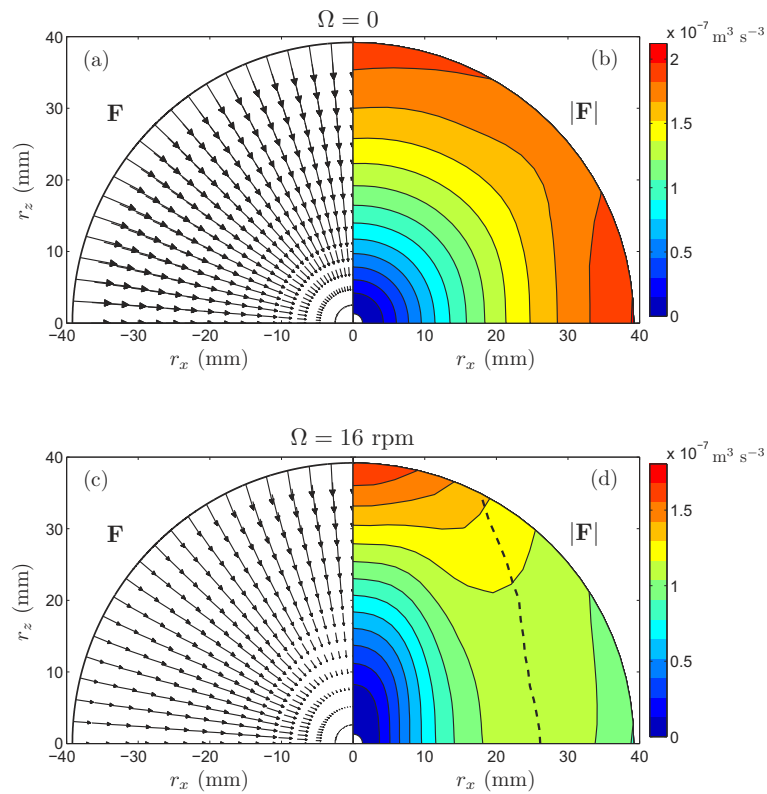 Ω = 0
(a)
F
r_z (mm)
40
30
20
10
0
−40
−30
−20
−10
0
r_x (mm)
(b)
|F|
10
20
30
40
r_x (mm)
x 10⁻⁷ m³ s⁻³
2
1.5
1
0.5
0
Ω = 16 rpm
(c)
F
r_z (mm)
40
30
20
10
0
−40
−30
−20
−10
0
r_x (mm)
(d)
|F|
10
20
30
40
r_x (mm)
x 10⁻⁷ m³ s⁻³
1.5
1
0.5
0